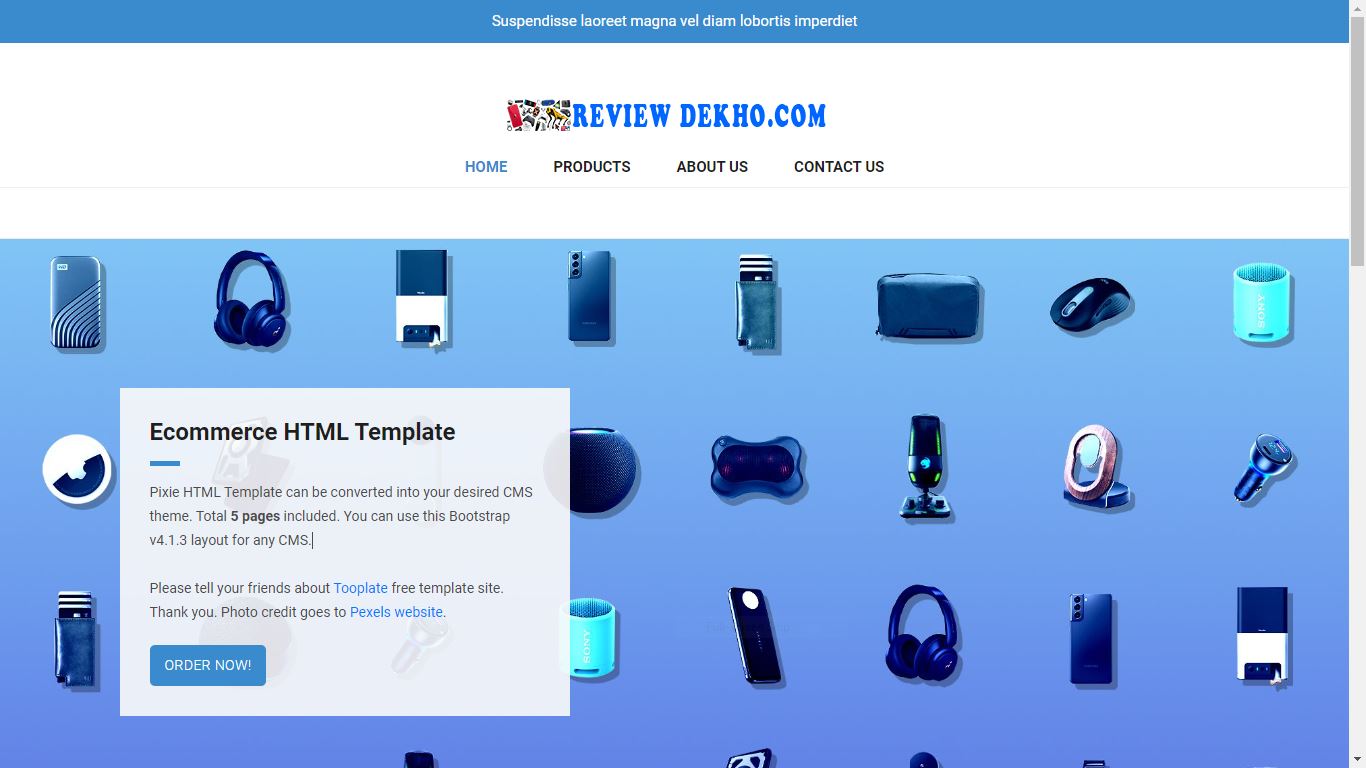 Suspendisse laoreet magna vel diam lobortis imperdiet
REVIEW DEKHO.COM
HOME PRODUCTS ABOUT US CONTACT US
WD
SONY
Ecommerce HTML Template
Pixie HTML Template can be converted into your desired CMS
theme. Total 5 pages included. You can use this Bootstrap
v4.1.3 layout for any CMS.
Please tell your friends about Tooplate free template site.
Thank you. Photo credit goes to Pexels website.
SONY
ORDER NOW!